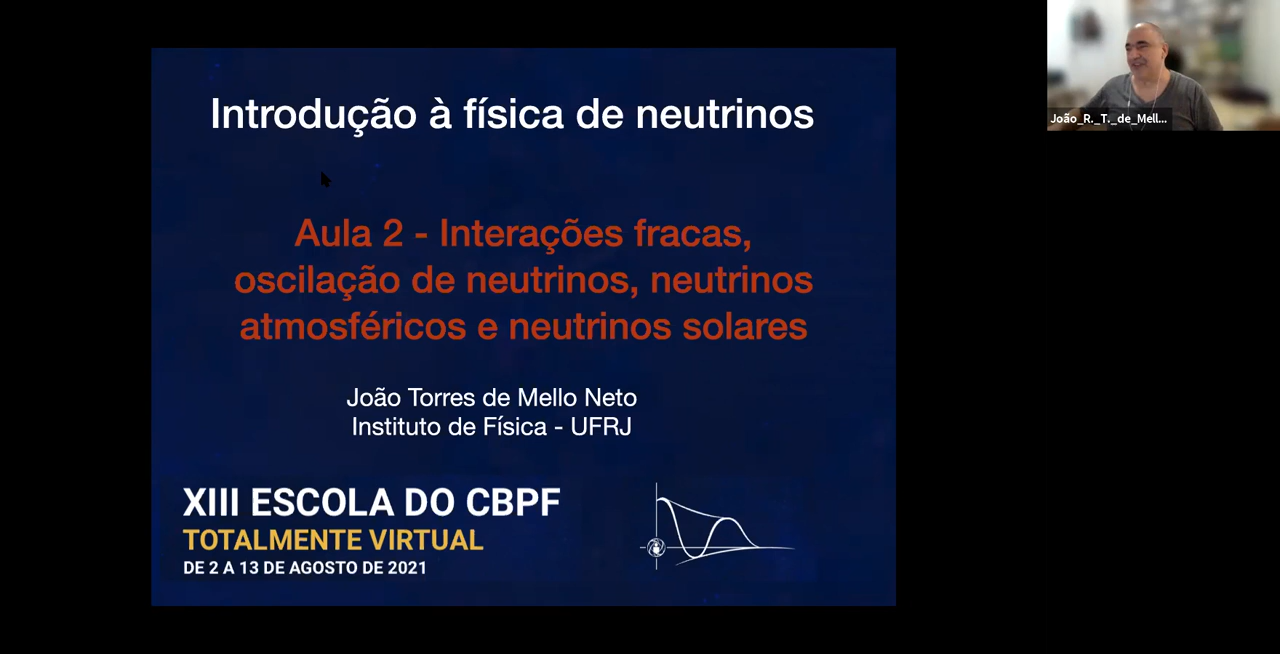 Introdução à física de neutrinos
Aula 2 - Interações fracas,
oscilação de neutrinos, neutrinos
atmosféricos e neutrinos solares
João Torres de Mello Neto
Instituto de Física - UFRJ
XIII ESCOLA DO CBPF
TOTALMENTE VIRTUAL
DE 2 A 13 DE AGOSTO DE 2021
João_R._T._de_Mell...